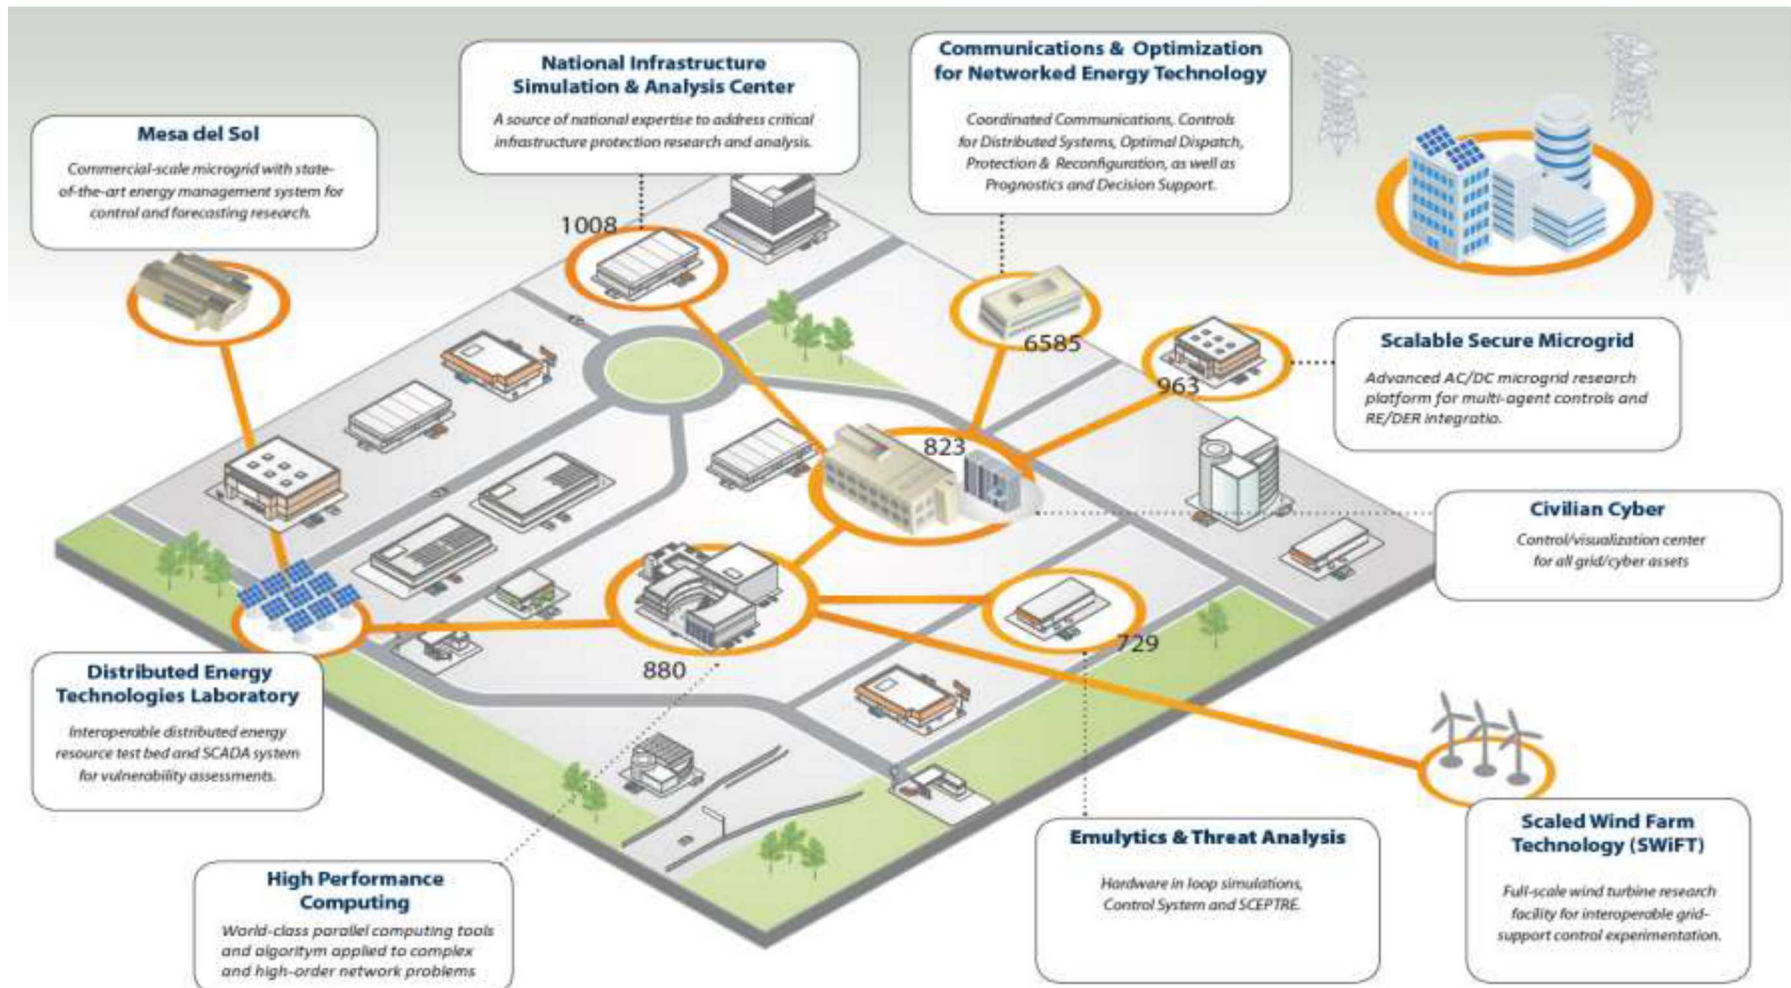 National Infrastructure
Simulation & Analysis Center
A source of national expertise to address critical
infrastructure protection research and analysis.
Communications & Optimization
for Networked Energy Technology
Coordinated Communications, Controls
for Distributed Systems, Optimal Dispatch,
Protection & Reconfiguration, as well as
Prognostics and Decision Support.
Mesa del Sol
Commercial-scale microgrid with state-
of-the-art energy management system for
control and forecasting research.
1008
6585
963
Scalable Secure Microgrid
Advanced AC/DC microgrid research
platform for multi-agent controls and
RE/DER integratio.
823
Civilian Cyber
Control/visualization center
for all grid/cyber assets
729
880
Distributed Energy
Technologies Laboratory
Interoperable distributed energy
resource test bed and SCADA system
for vulnerability assessments.
High Performance
Computing
World-class parallel computing tools
and algoritym applied to complex
and high-order network problems
Emulytics & Threat Analysis
Hardware in loop simulations,
Control System and SCEPTRE.
Scaled Wind Farm
Technology (SWiFT)
Full-scale wind turbine research
facility for interoperable grid-
support control experimentation.